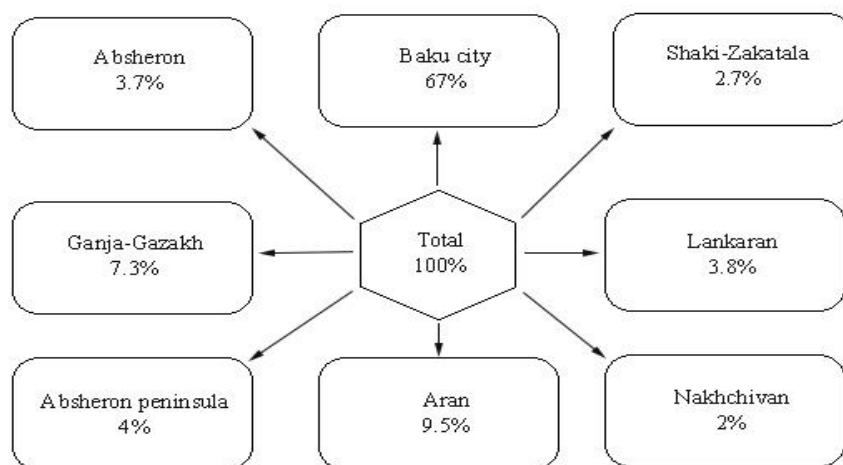 Absheron
3.7%
Baku city
67%
Shaki-Zakatala
2.7%
Ganja-Gazakh
7.3%
Total
100%
Lankaran
3.8%
Absheron peninsula
4%
Aran
9.5%
Nakhchivan
2%